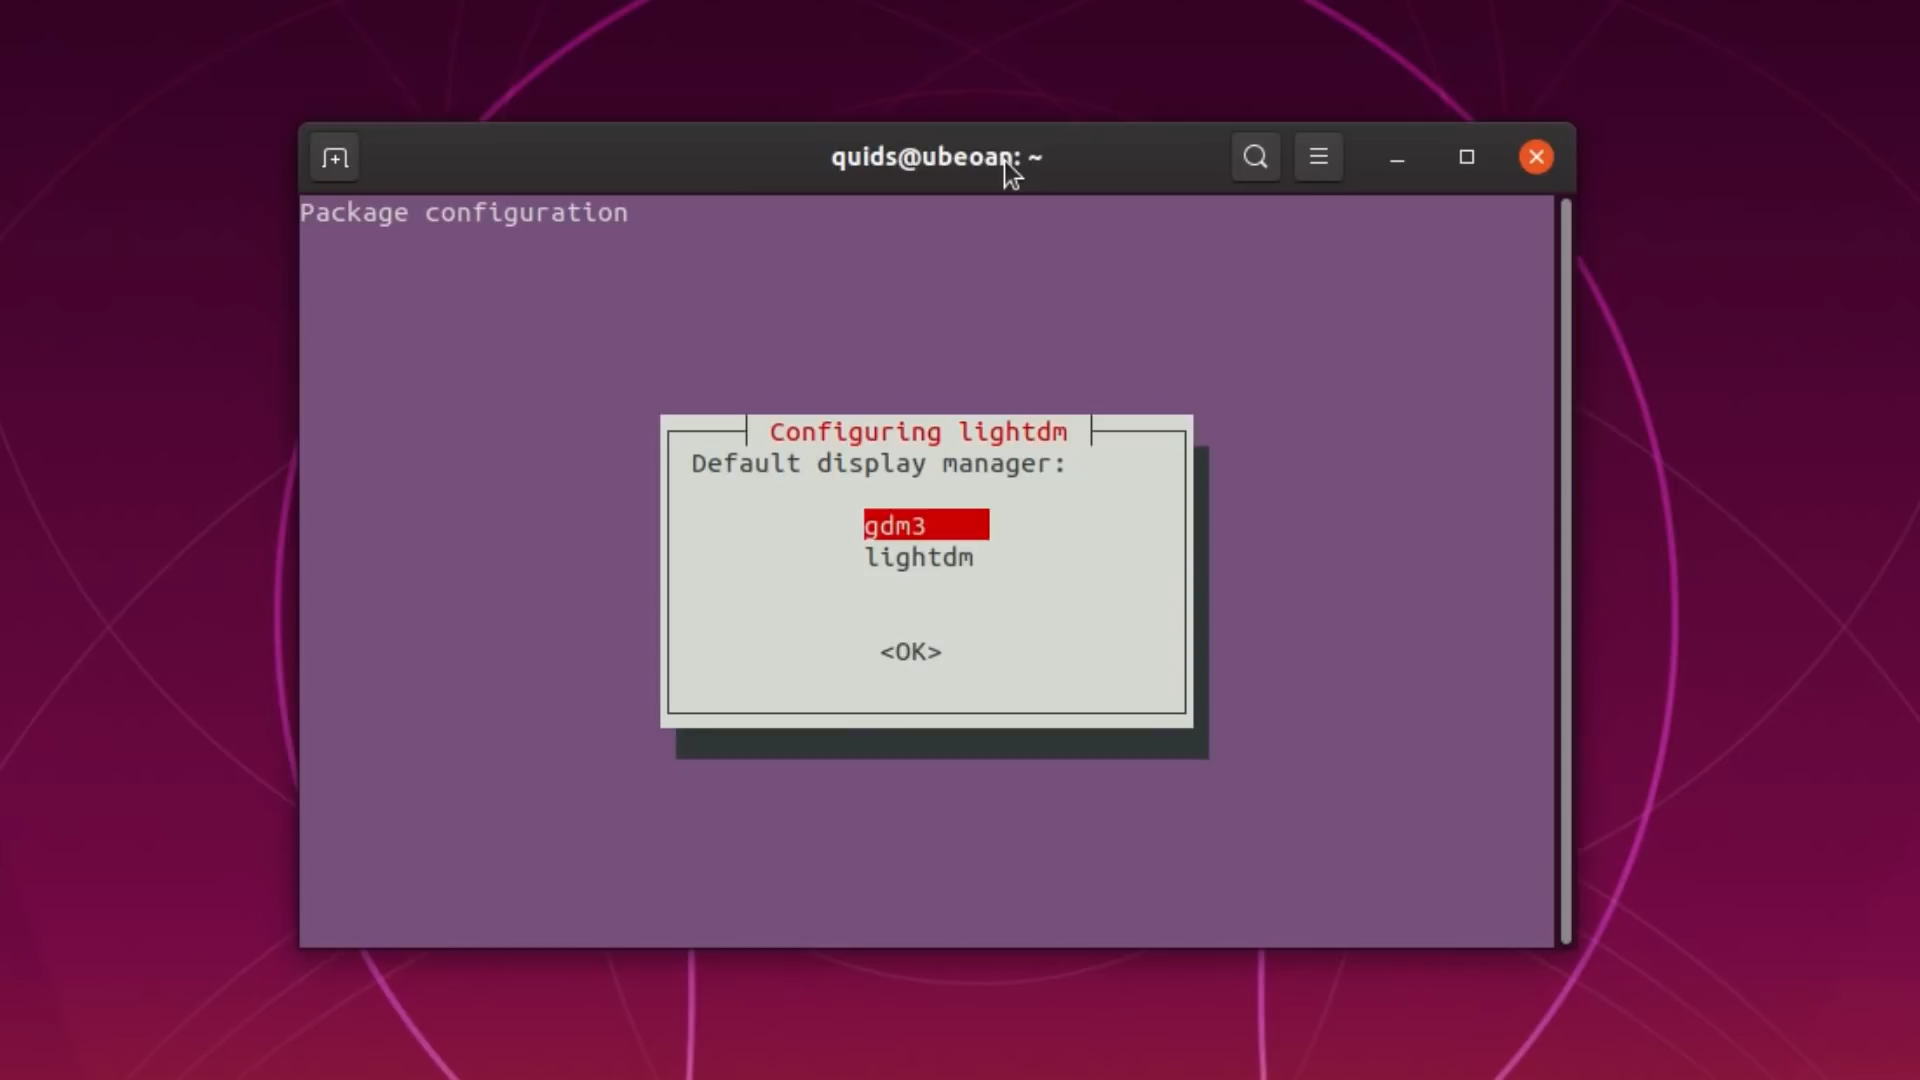 quids@ubeoan: ~
Package configuration
Configuring lightdm
Default display manager:
gdm3
lightdm
<OK>